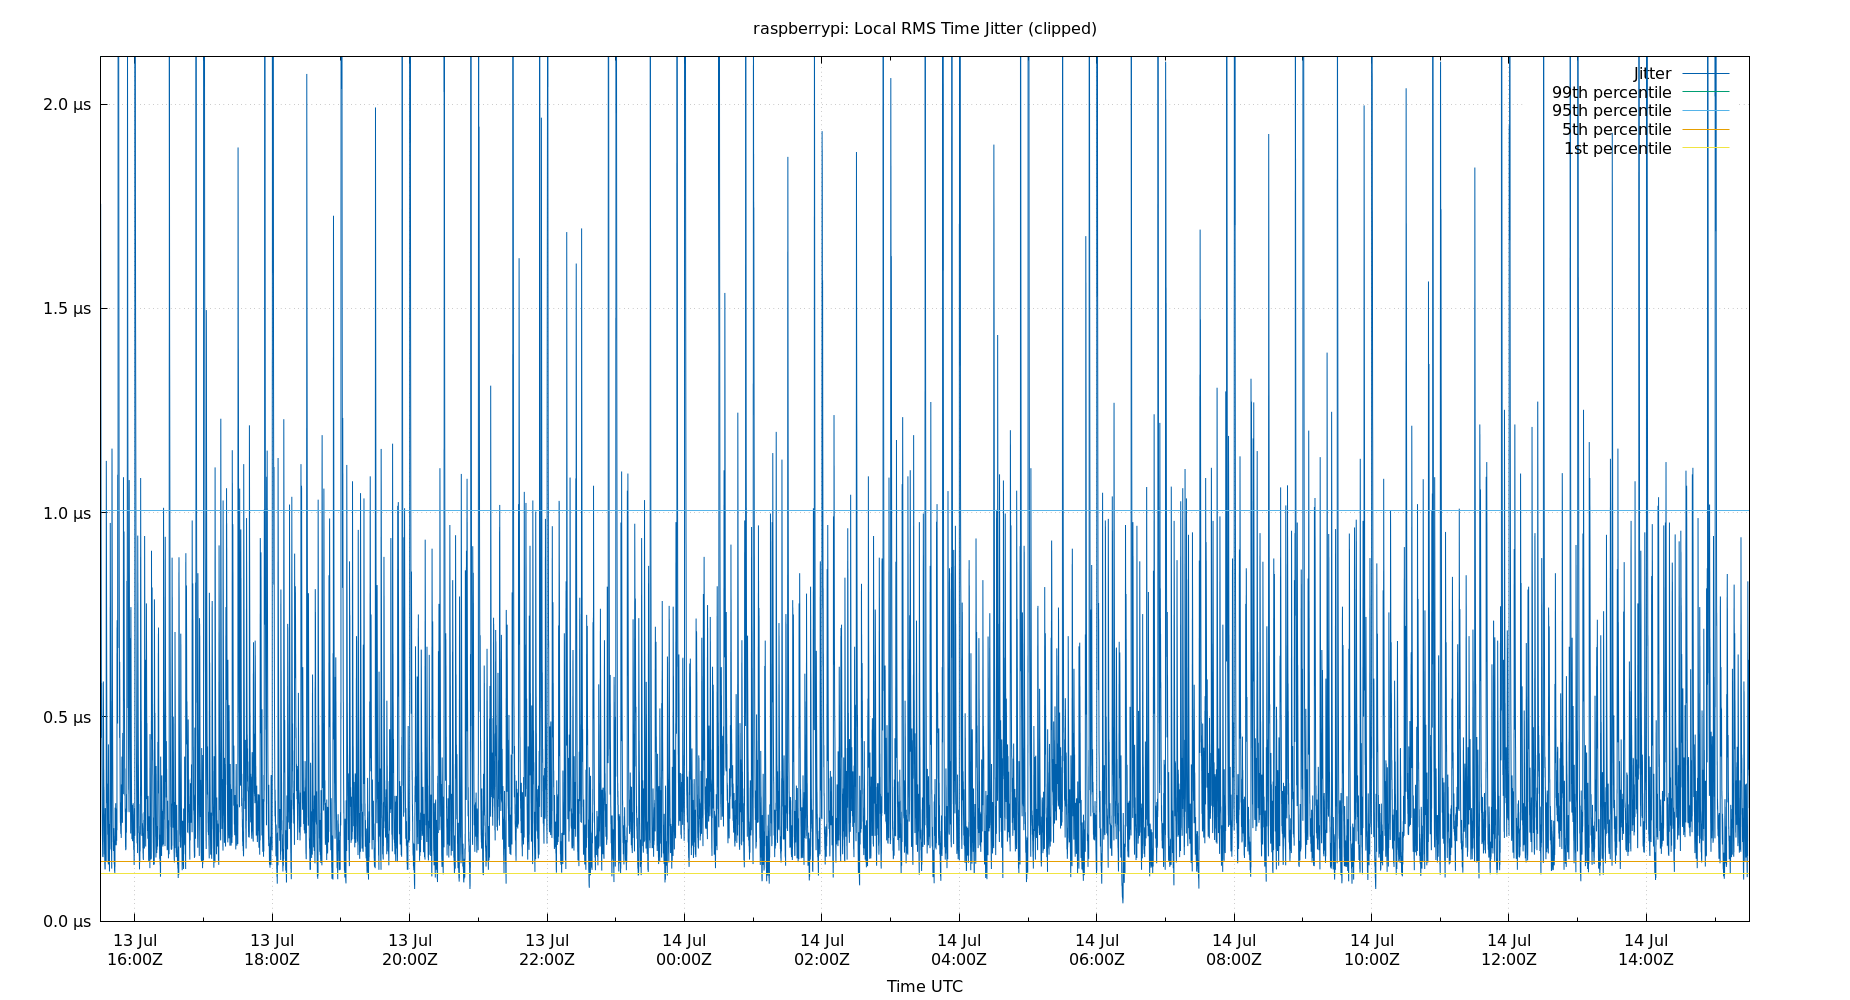 raspberrypi: Local RMS Time Jitter (clipped)
Jitter
99th percentile
95th percentile
5th percentile
1st percentile
2.0 µs
1.5 µs
1.0 µs
0.5 µs
0.0 µs
13 Jul 13 Jul 13 Jul 13 Jul 14 Jul 14 Jul 14 Jul 14 Jul 14 Jul 14 Jul 14 Jul 14 Jul
16:00Z 18:00Z 20:00Z 22:00Z 00:00Z 02:00Z 04:00Z 06:00Z 08:00Z 10:00Z 12:00Z 14:00Z
Time UTC